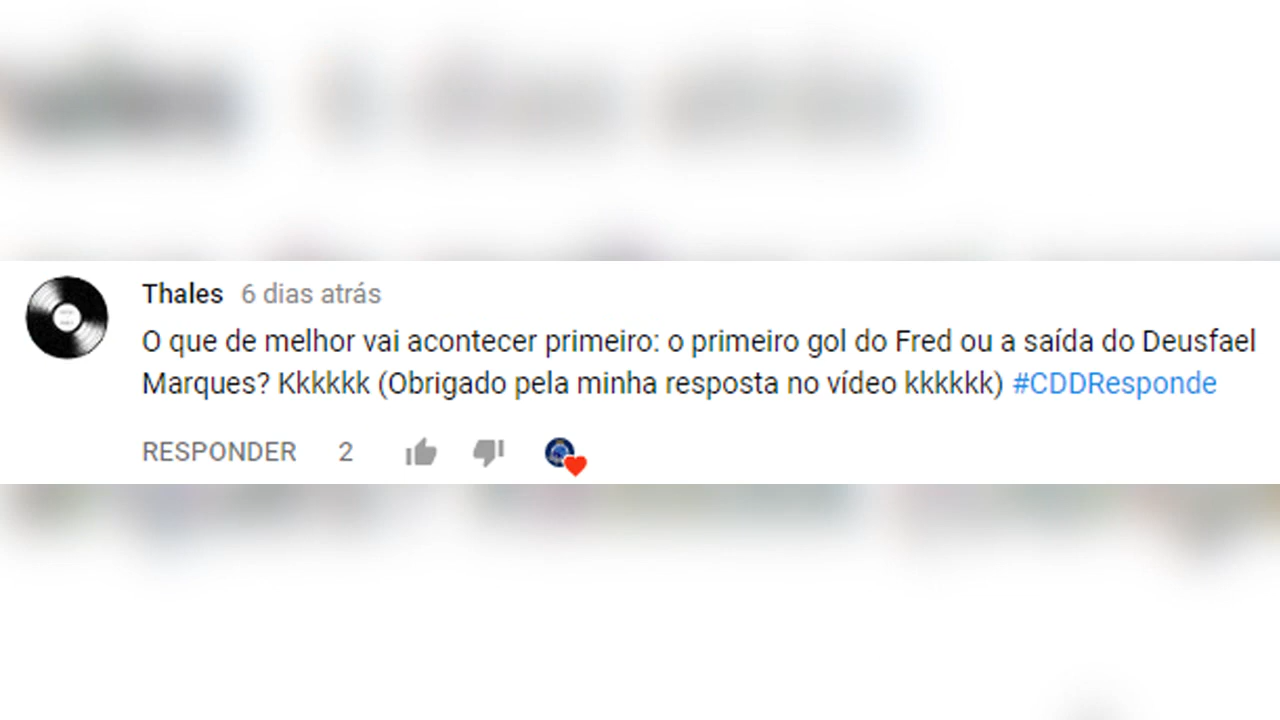 Thales 6 dias atrás
O que de melhor vai acontecer primeiro: o primeiro gol do Fred ou a saída do Deusfael
Marques? Kkkkkk (Obrigado pela minha resposta no vídeo kkkkkk) #CDDResponde
RESPONDER 2